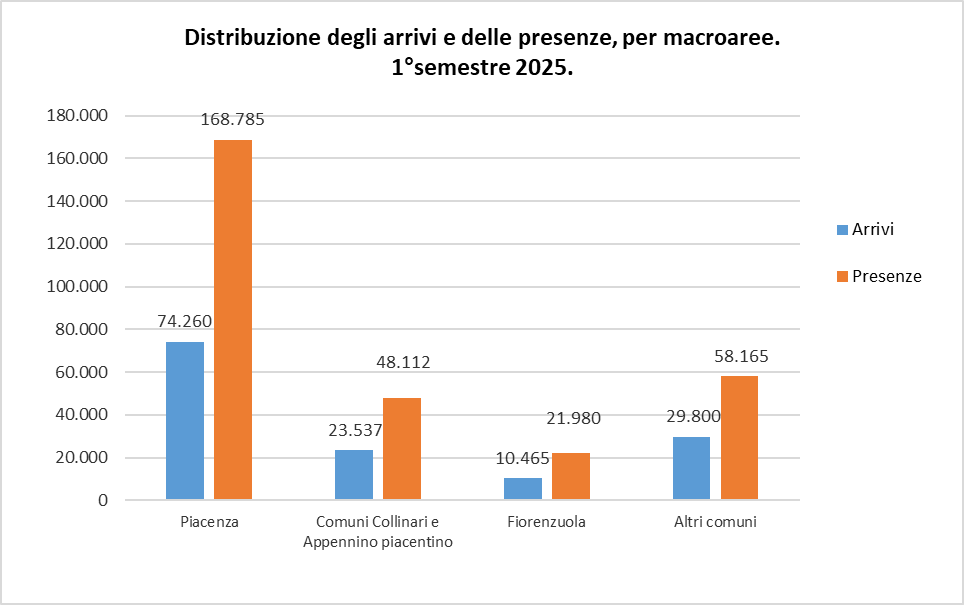 Distribuzione degli arrivi e delle presenze, per macroaree.
1°semestre 2025.
180.000
160.000
140.000
120.000
100.000
80.000
60.000
40.000
20.000
0
168.785
74.260
48.112
23.537
21.980
10.465
58.165
29.800
Piacenza
Comuni Collinari e
Appennino piacentino
Fiorenzuola
Altri comuni
Arrivi
Presenze